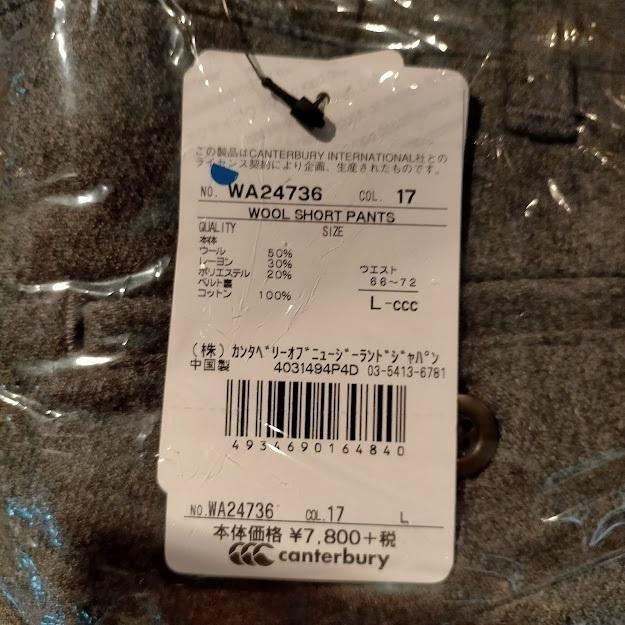 この製品はCANTERBURY INTERNATIONAL社との
ライセンス契約により企画、生産されたものです。
NO. WA24736 COL. 17
WOOL SHORT PANTS
QUALITY SIZE
本体
ウール 50%
レーヨン 30%
ポリエステル 20%
ベルト裏
コットン 100%
ウエスト
66~72
L-ccc
(株)カンタベリーオブニュージーランドジャパン
中国製 4031494P4D 03-5413-6781
4934690164840
NO. WA24736 COL. 17 L
本体価格 ¥7,800+税
canterbury